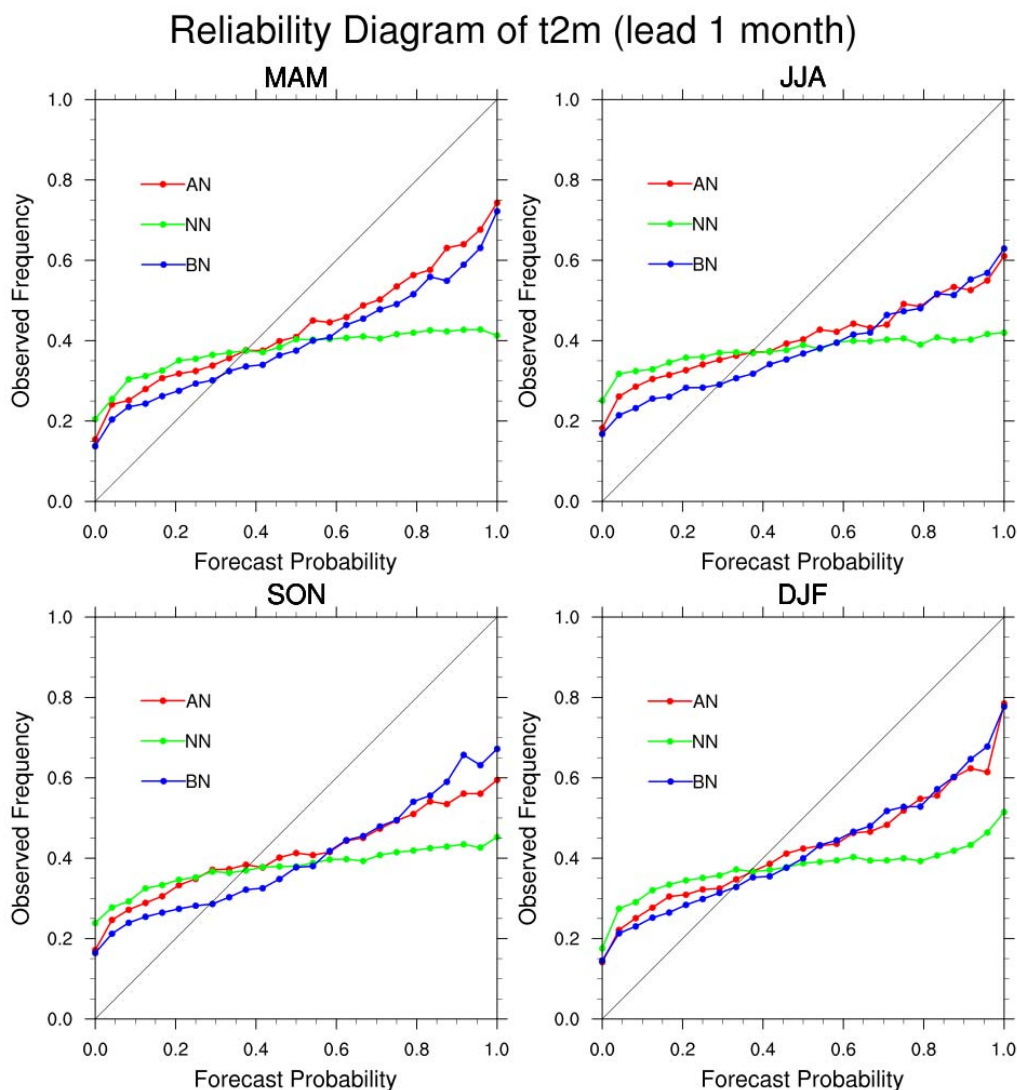 Reliability Diagram of t2m (lead 1 month)
MAM
1.0
0.8
0.6
0.4
0.2
0.0
Observed Frequency
AN
NN
BN
0.0 0.2 0.4 0.6 0.8 1.0
Forecast Probability
JJA
1.0
0.8
0.6
0.4
0.2
0.0
Observed Frequency
AN
NN
BN
0.0 0.2 0.4 0.6 0.8 1.0
Forecast Probability
SON
1.0
0.8
0.6
0.4
0.2
0.0
Observed Frequency
AN
NN
BN
0.0 0.2 0.4 0.6 0.8 1.0
Forecast Probability
DJF
1.0
0.8
0.6
0.4
0.2
0.0
Observed Frequency
AN
NN
BN
0.0 0.2 0.4 0.6 0.8 1.0
Forecast Probability